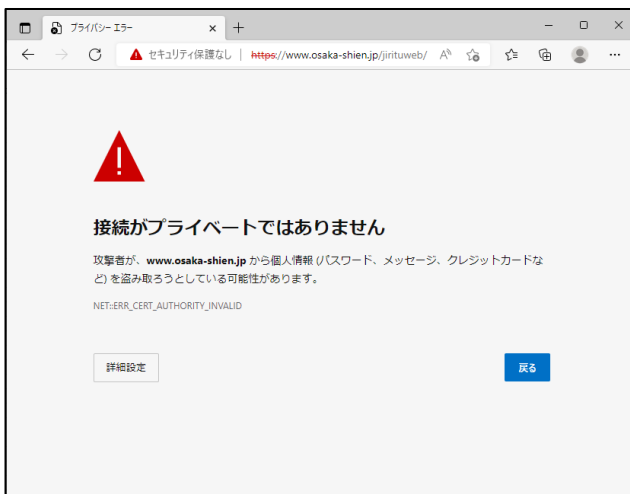 プライバシー エラー
セキュリティ保護なし | https://www.osaka-shien.jp/jirituweb/
接続がプライベートではありません
攻撃者が、www.osaka-shien.jp から個人情報 (パスワード、メッセージ、クレジットカードな
ど) を盗み取ろうとしている可能性があります。
NET::ERR_CERT_AUTHORITY_INVALID
詳細設定
戻る